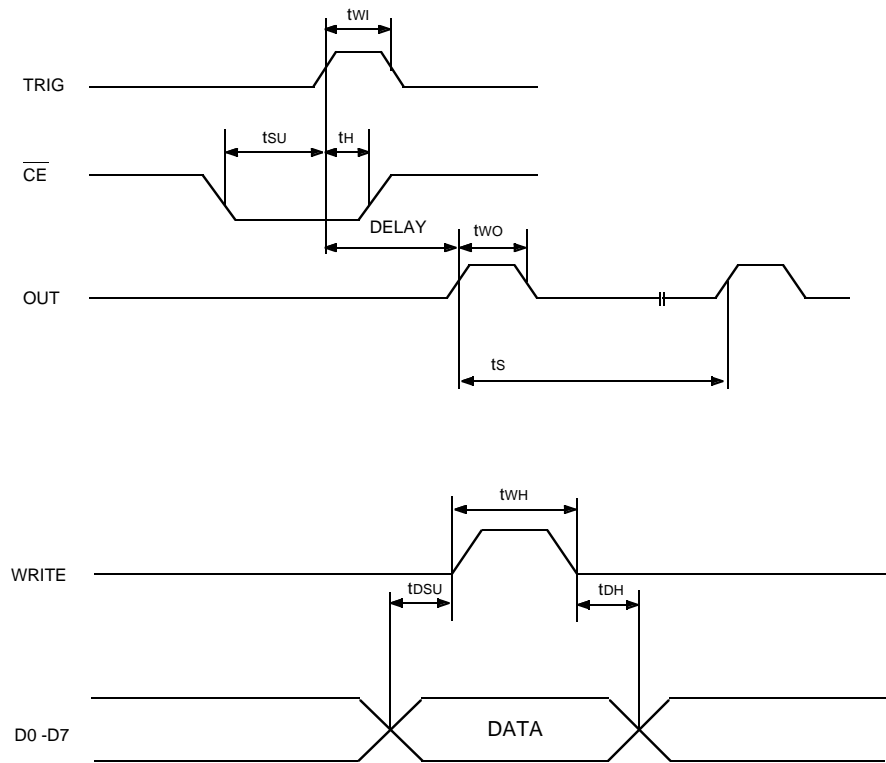 tWI
TRIG
tSU tH
CE
DELAY tWO
OUT
tS
tWH
WRITE
tDSU tDH
D0 -D7 DATA